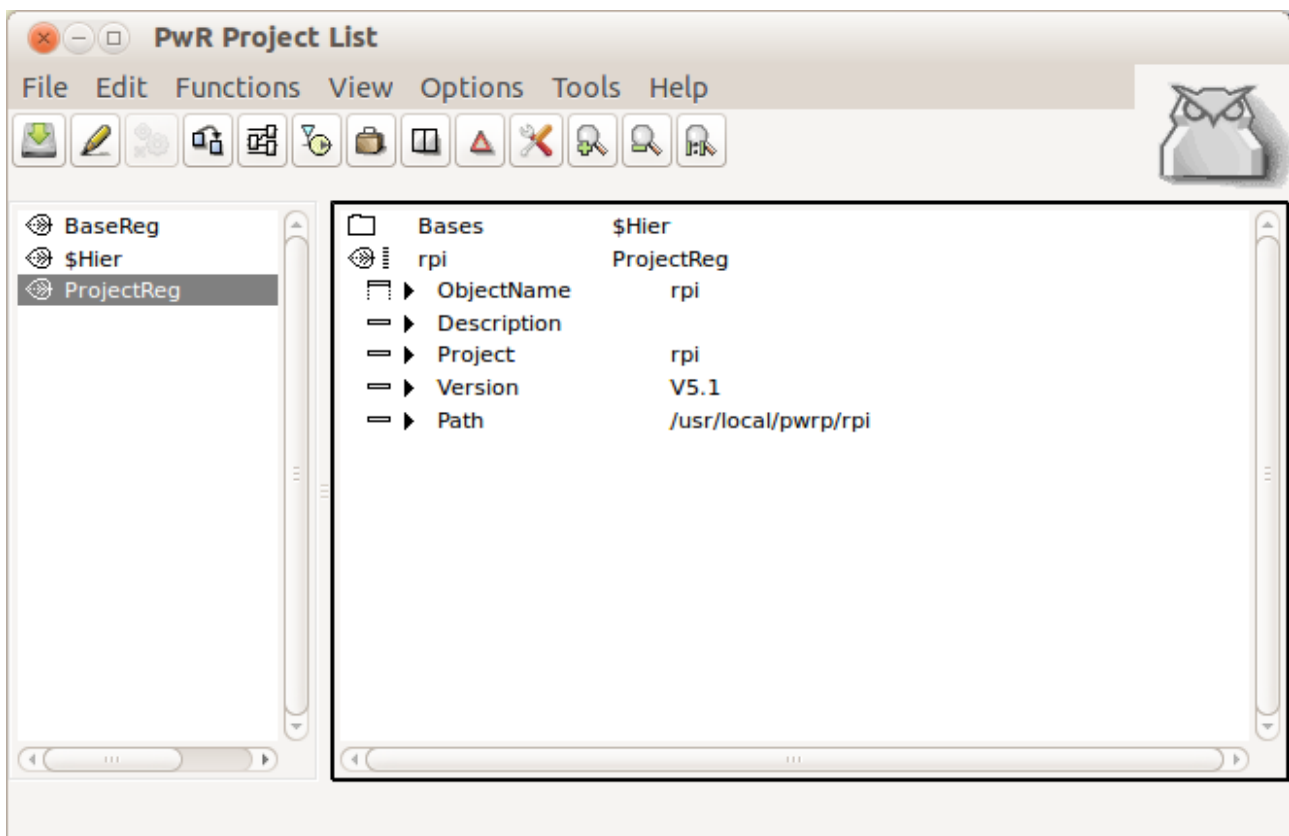 PwR Project List
File Edit Functions View Options Tools Help
BaseReg
$Hier
ProjectReg
Bases $Hier
rpi ProjectReg
ObjectName rpi
Description
Project rpi
Version V5.1
Path /usr/local/pwrp/rpi